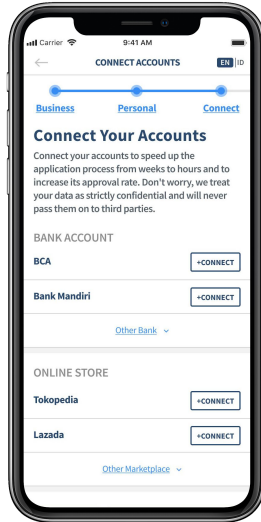 Carrier 9:41 AM
CONNECT ACCOUNTS EN ID
Business Personal Connect
Connect Your Accounts
Connect your accounts to speed up the
application process from weeks to hours and to
increase its approval rate. Don't worry, we treat
your data as strictly confidential and will never
pass them on to third parties.
BANK ACCOUNT
BCA +CONNECT
Bank Mandiri +CONNECT
Other Bank
ONLINE STORE
Tokopedia +CONNECT
Lazada +CONNECT
Other Marketplace